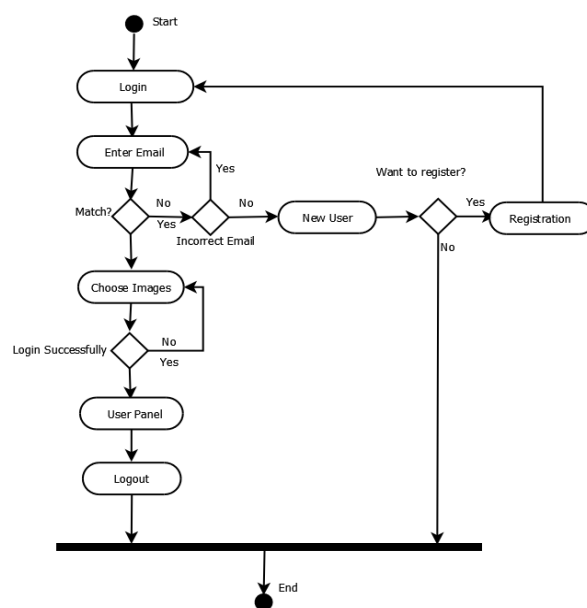 Start
Login
Enter Email
Yes
Want to register?
Match?
No
Yes
No
Incorrect Email
New User
Yes
No
Registration
Choose Images
No
Login Successfully
Yes
User Panel
Logout
End